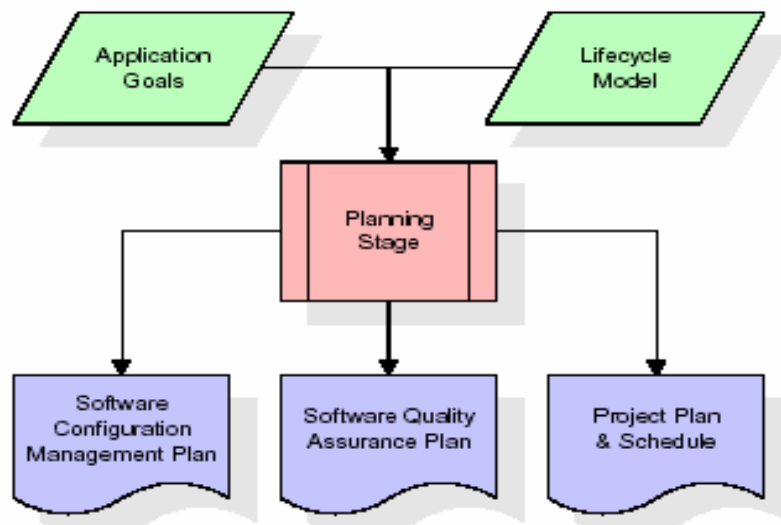 Application
Goals
Lifecycle
Model
Planning
Stage
Software
Configuration
Management Plan
Software Quality
Assurance Plan
Project Plan
& Schedule